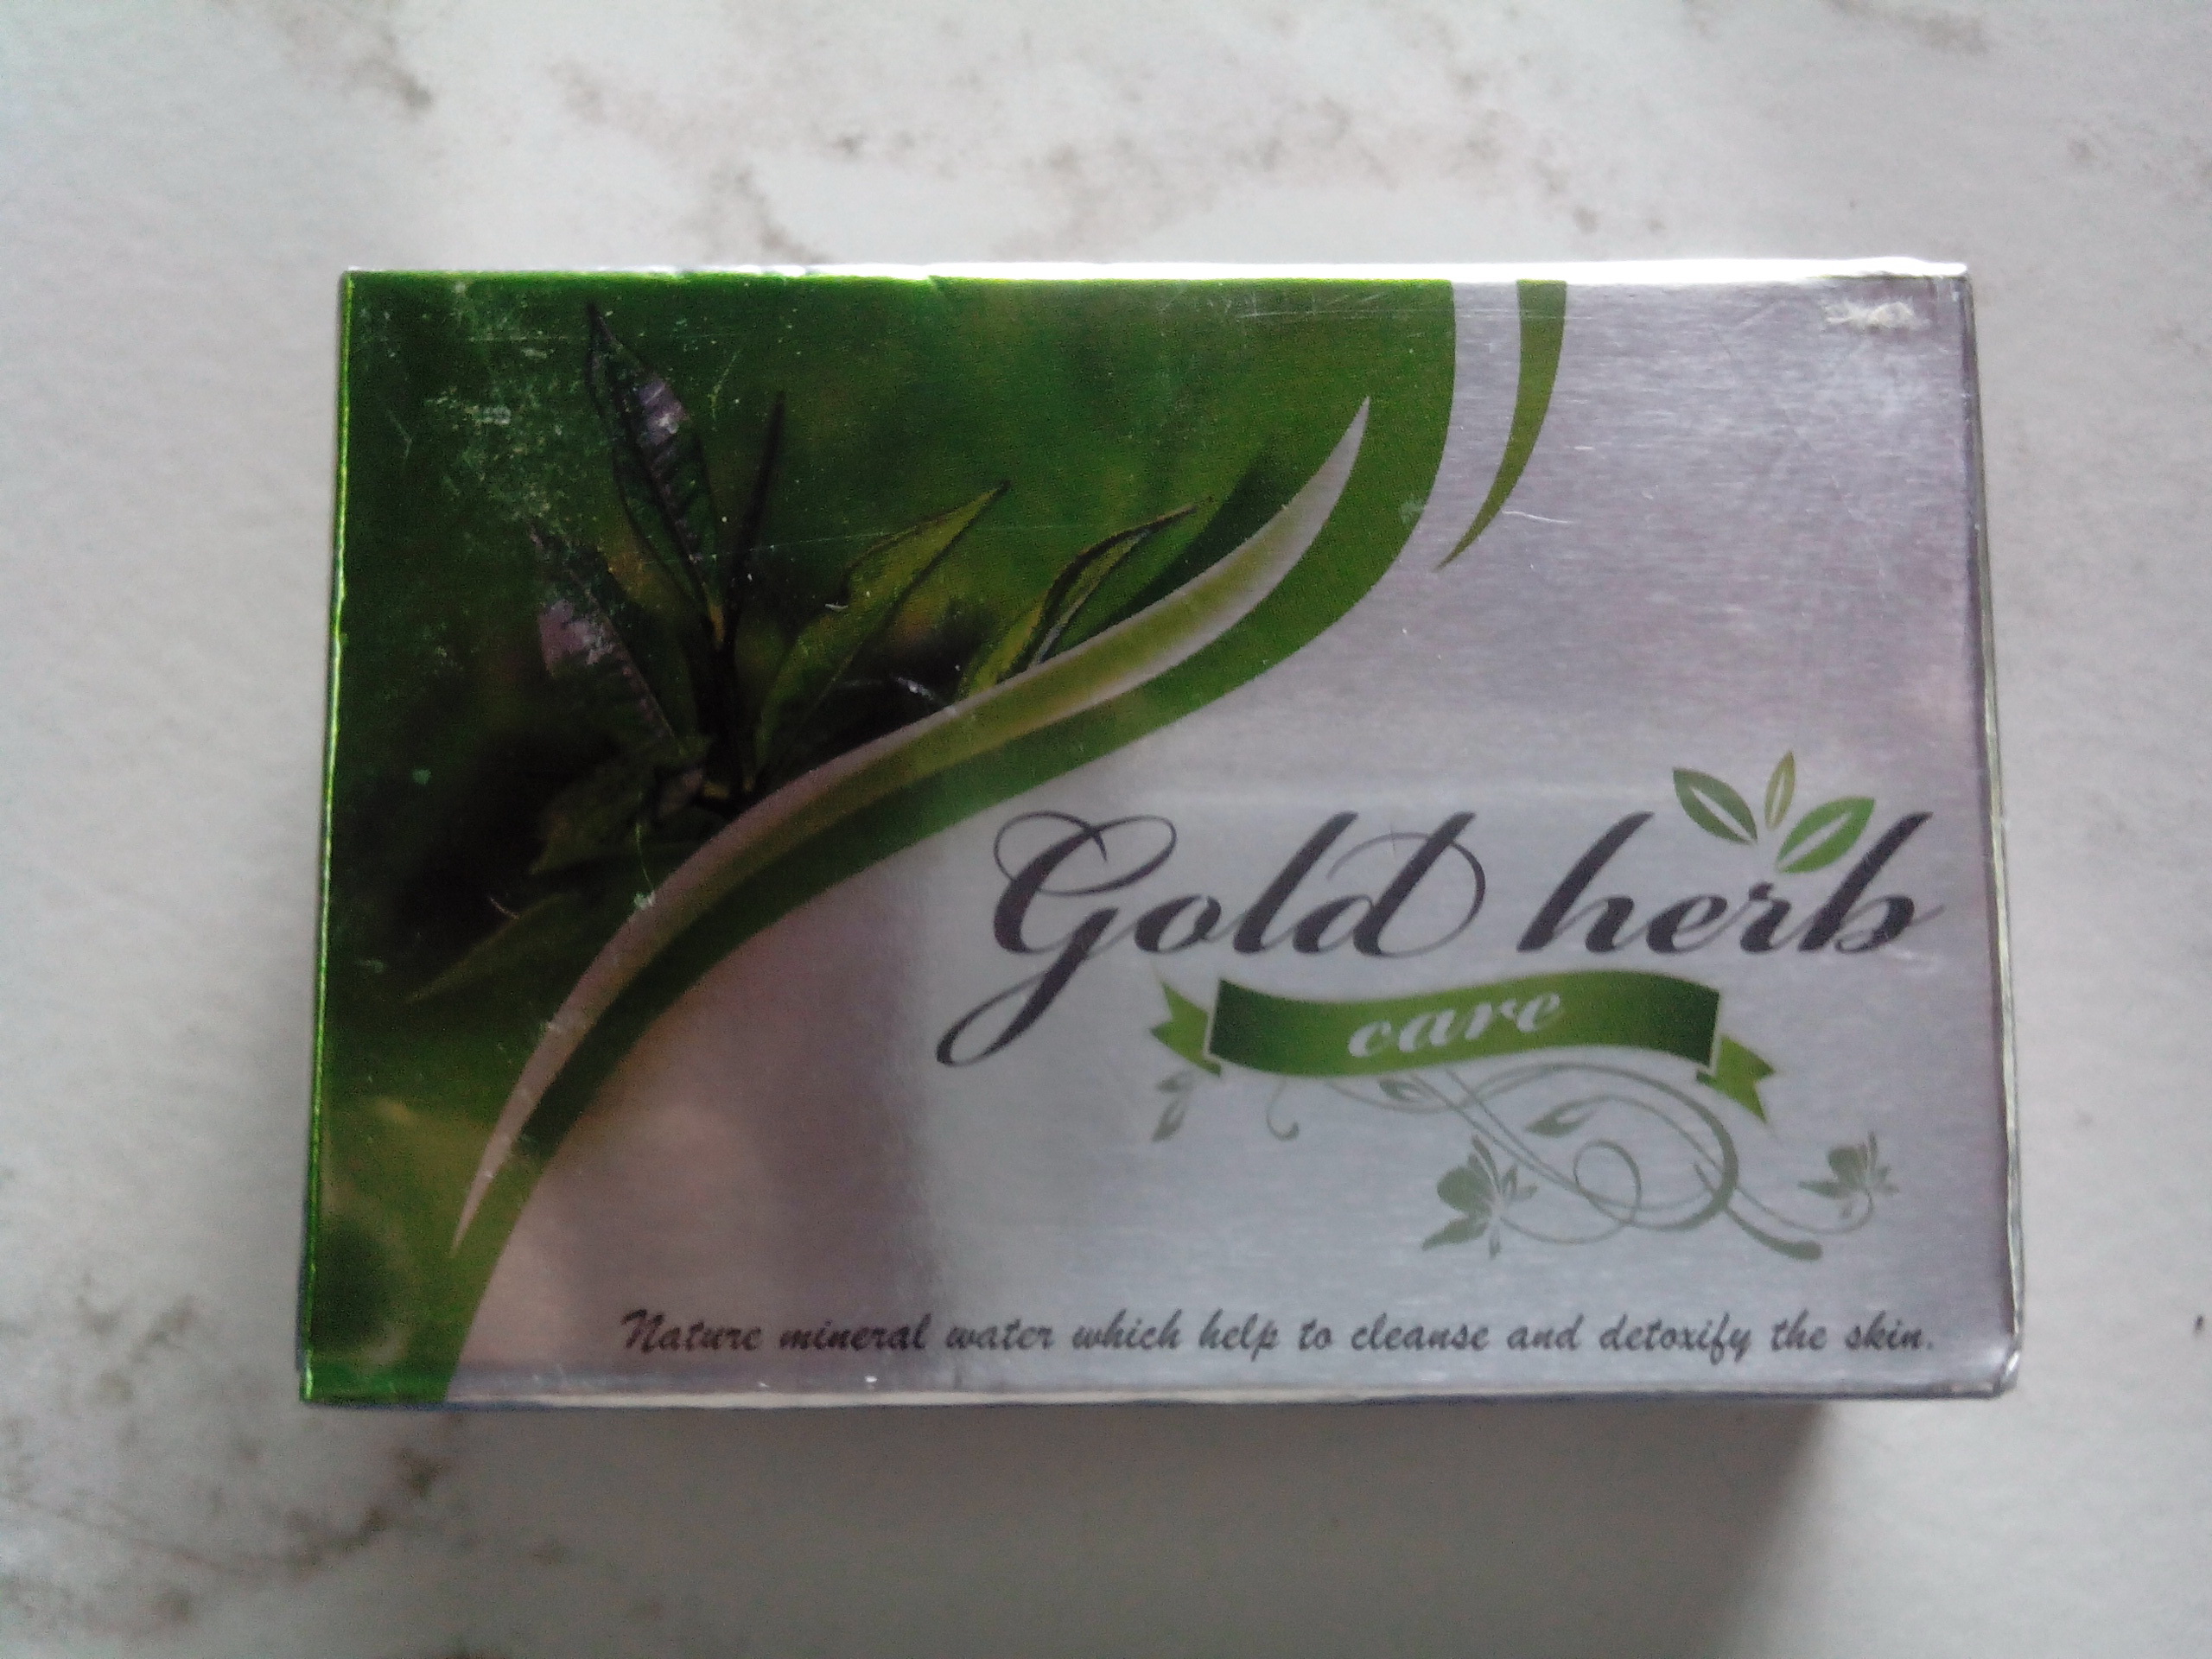 Gold herb
care
Nature mineral water which help to cleanse and detoxify the skin.